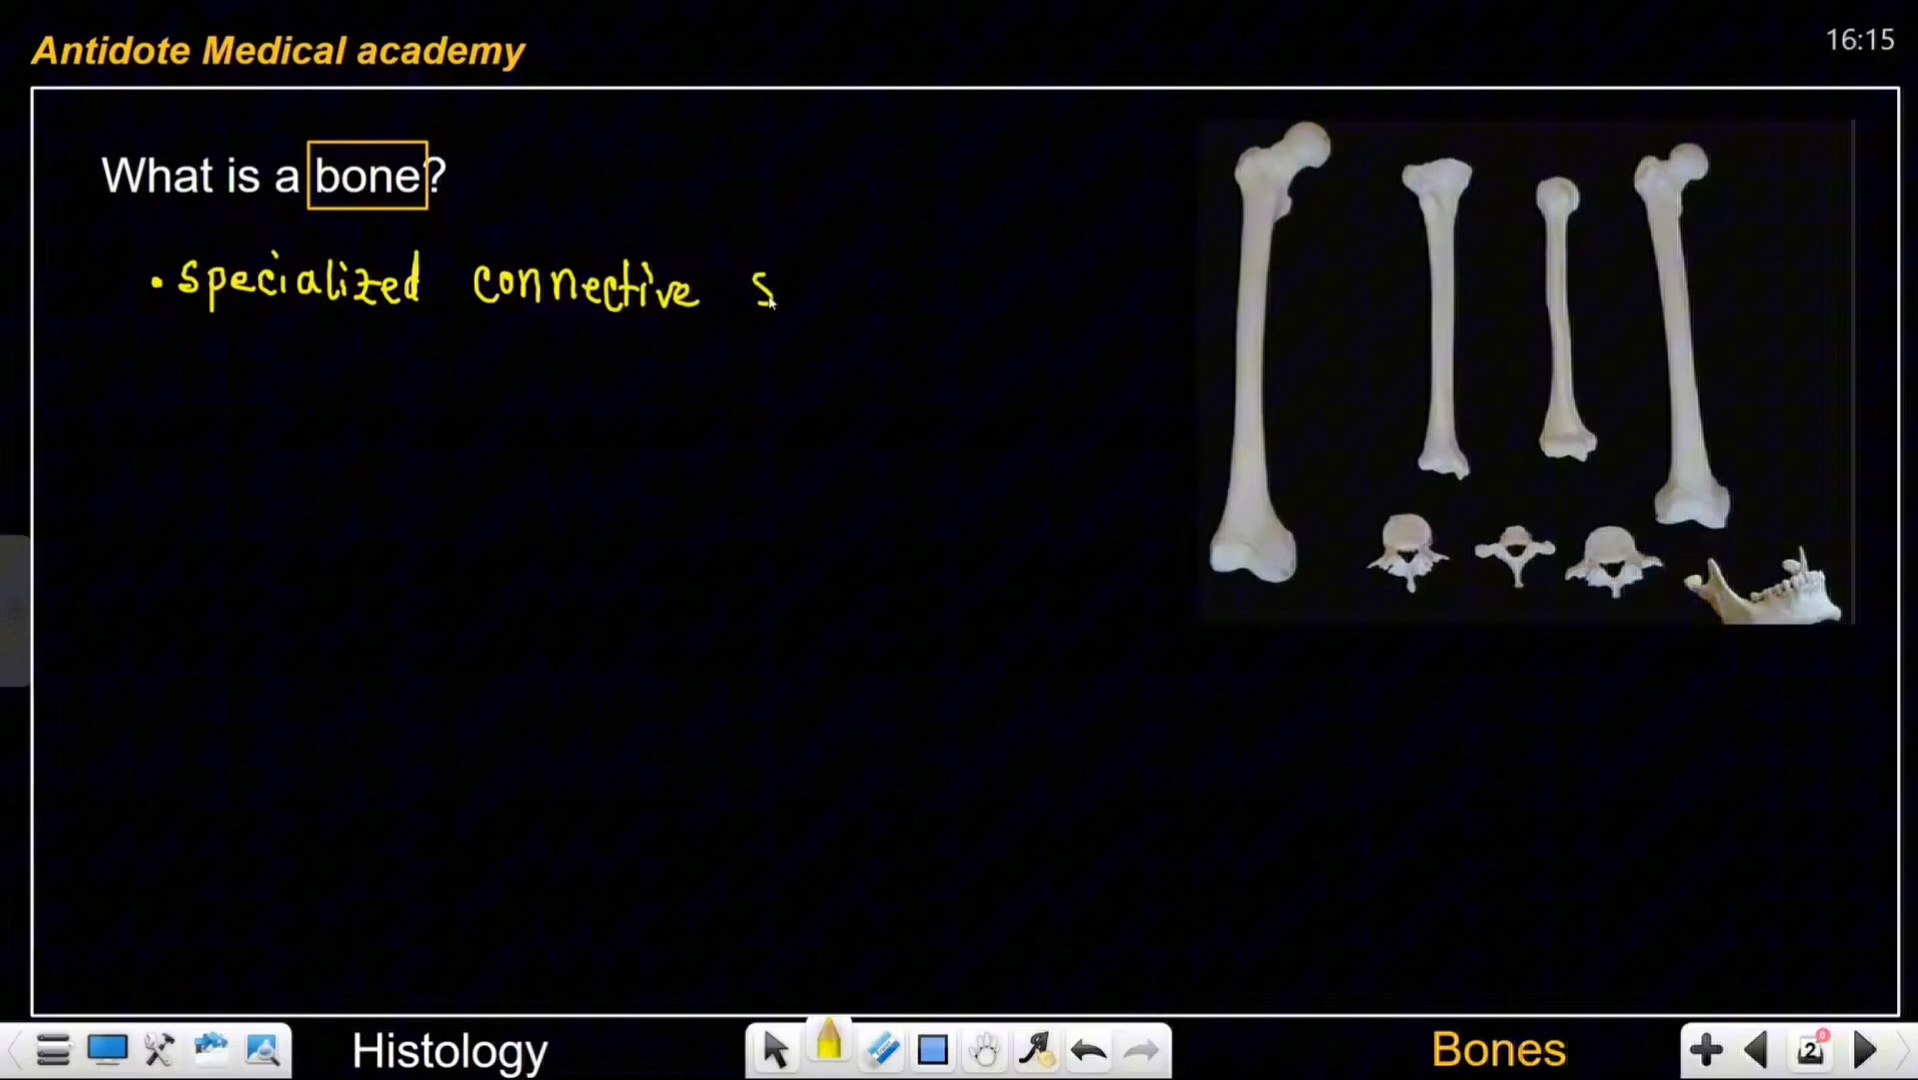 Antidote Medical academy
16:15
What is a bone?
• specialized connective s
Histology
Bones
2